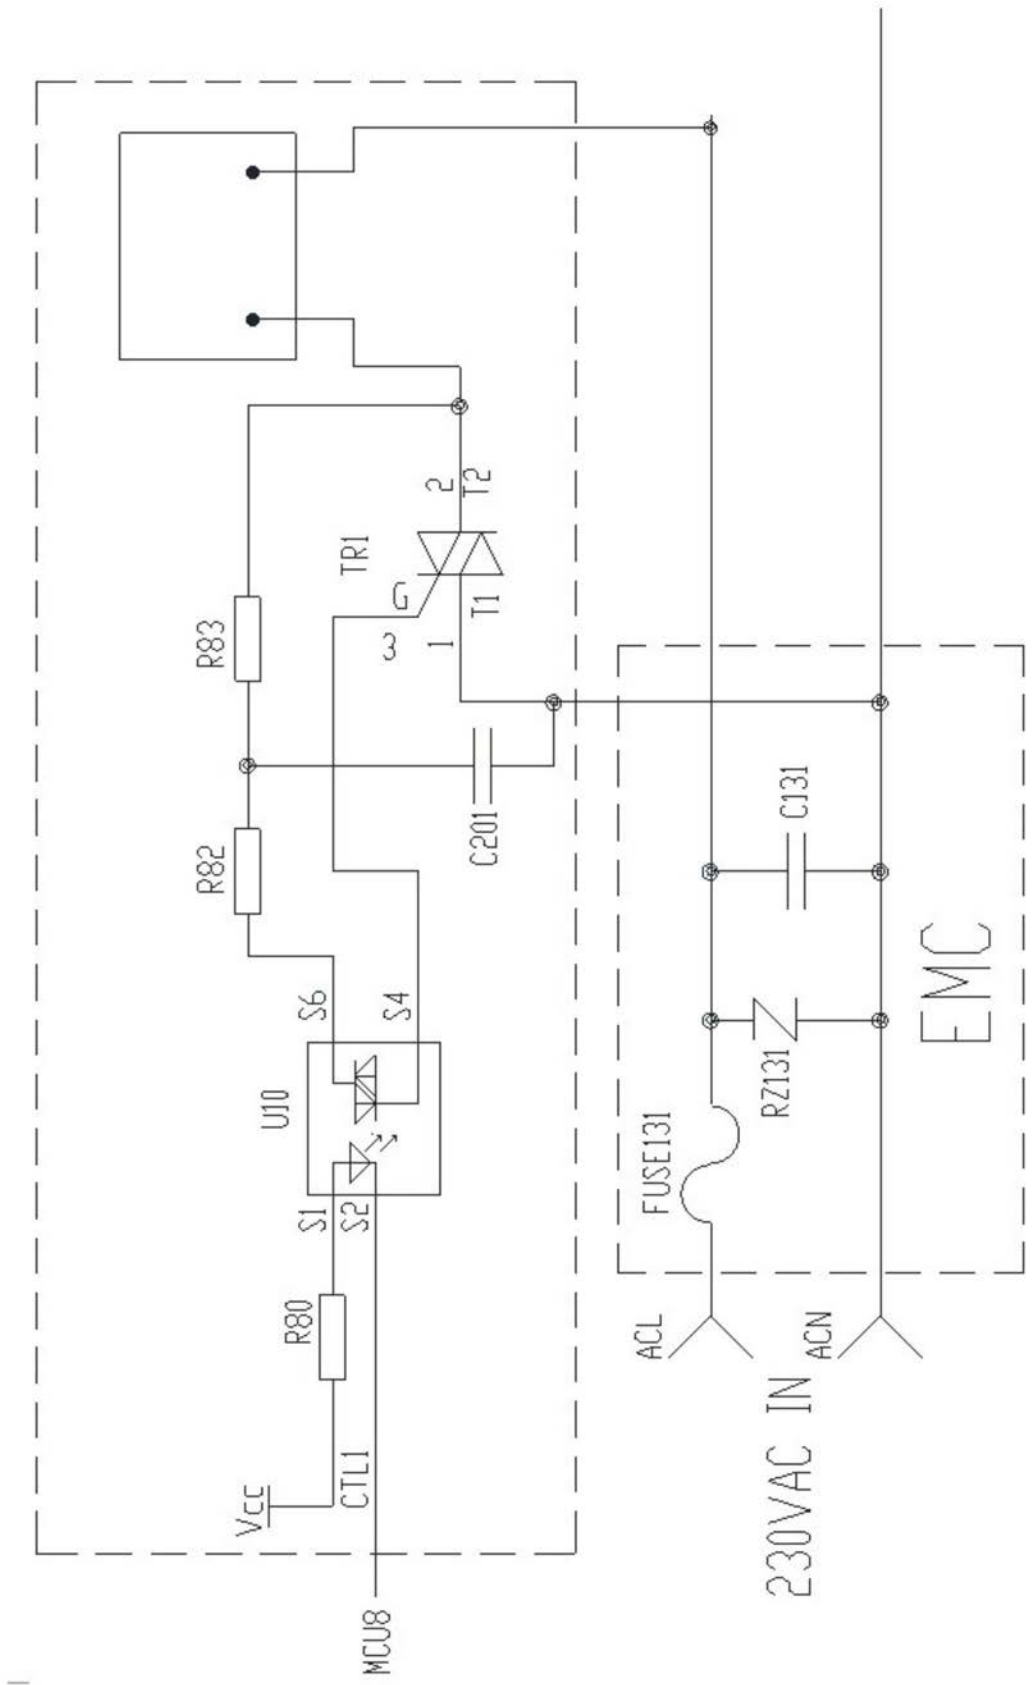 Vcc
R80
CTL1
MCU8
S1
S2
U10
S6
S4
R82
R83
C201
TR1
G
3
1
T1
2
T2
230VAC IN
ACL
ACN
FUSE131
RZ131
C131
EMC